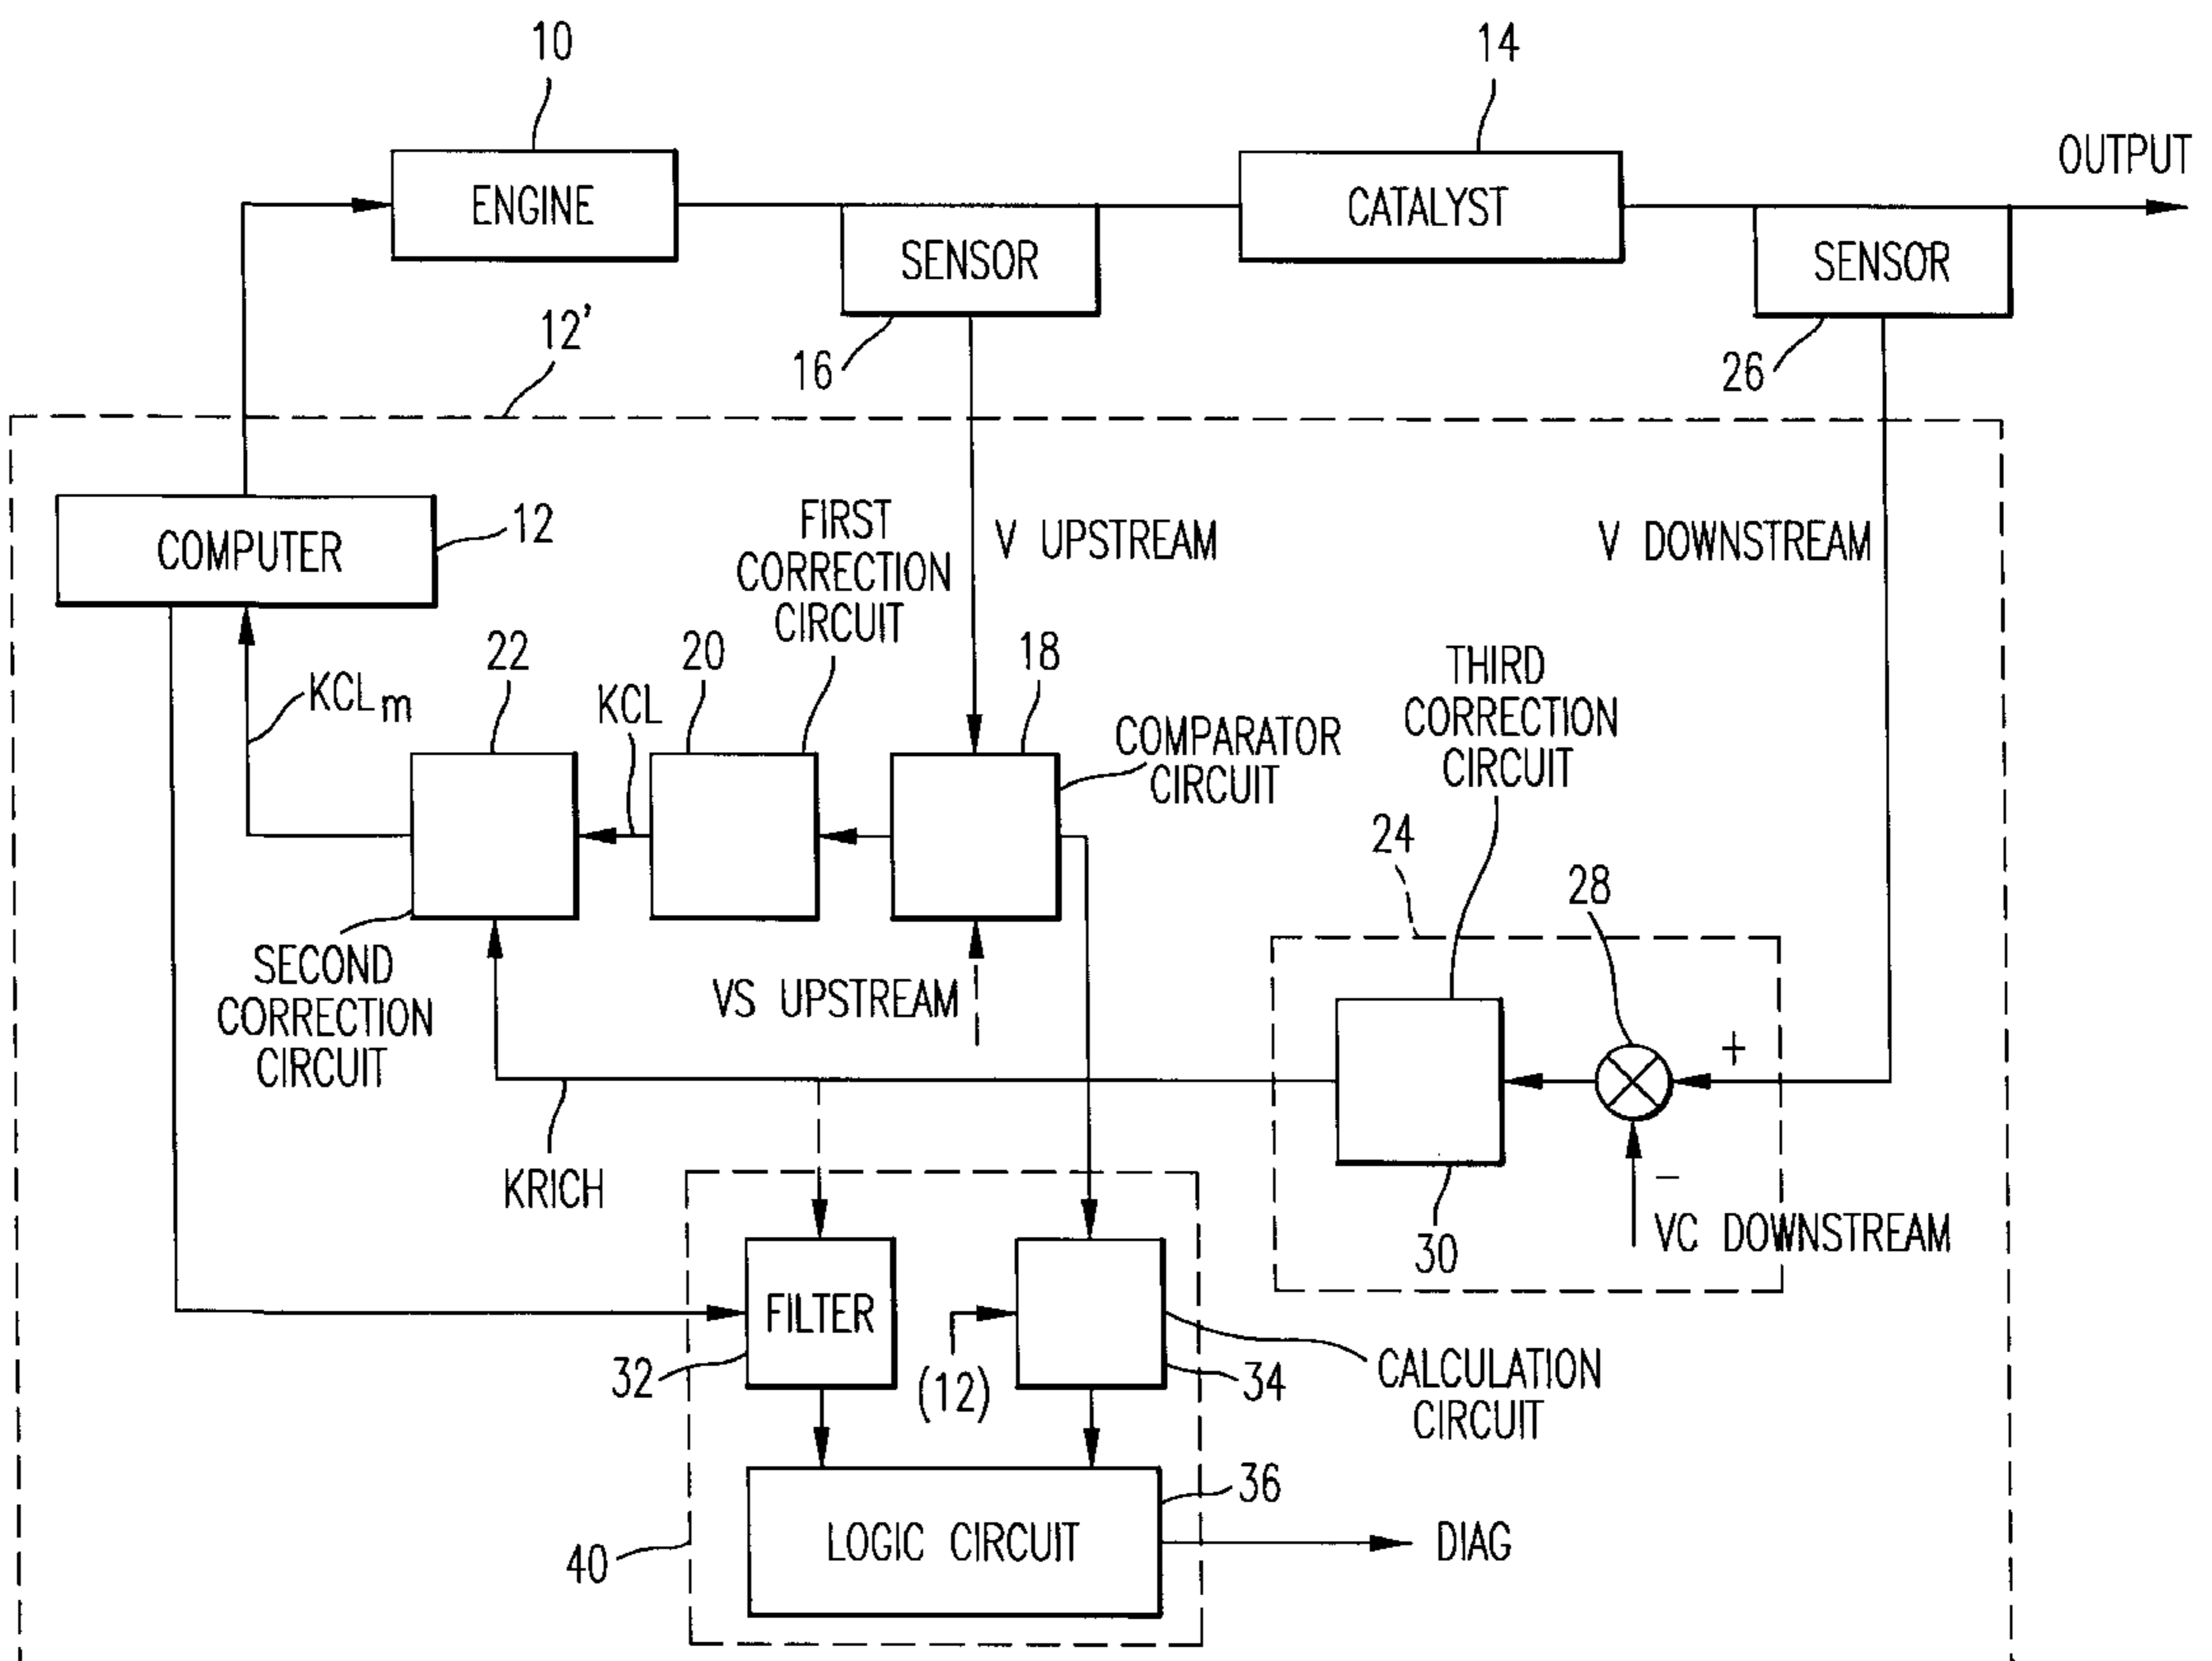 10
14
OUTPUT
ENGINE
CATALYST
SENSOR
SENSOR
12'
16
26
FIRST
CORRECTION
CIRCUIT
V UPSTREAM
V DOWNSTREAM
COMPUTER
12
22
20
18
THIRD
CORRECTION
CIRCUIT
KCLm
KCL
COMPARATOR
CIRCUIT
24
28
SECOND
CORRECTION
CIRCUIT
VS UPSTREAM
+
−
KRICH
30
VC DOWNSTREAM
FILTER
32
(12)
34
CALCULATION
CIRCUIT
36
LOGIC CIRCUIT
40
DIAG